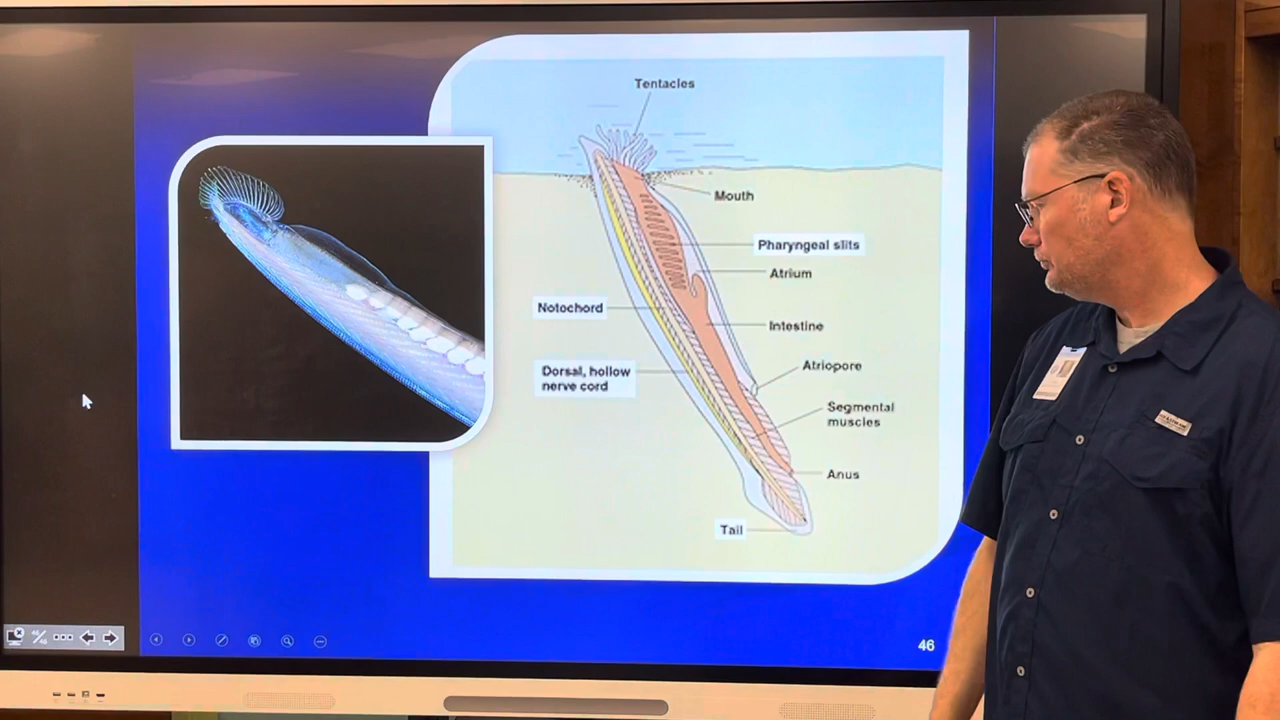 Tentacles
Mouth
Pharyngeal slits
Atrium
Notochord
Intestine
Dorsal, hollow
nerve cord
Atriopore
Segmental
muscles
Anus
Tail
46